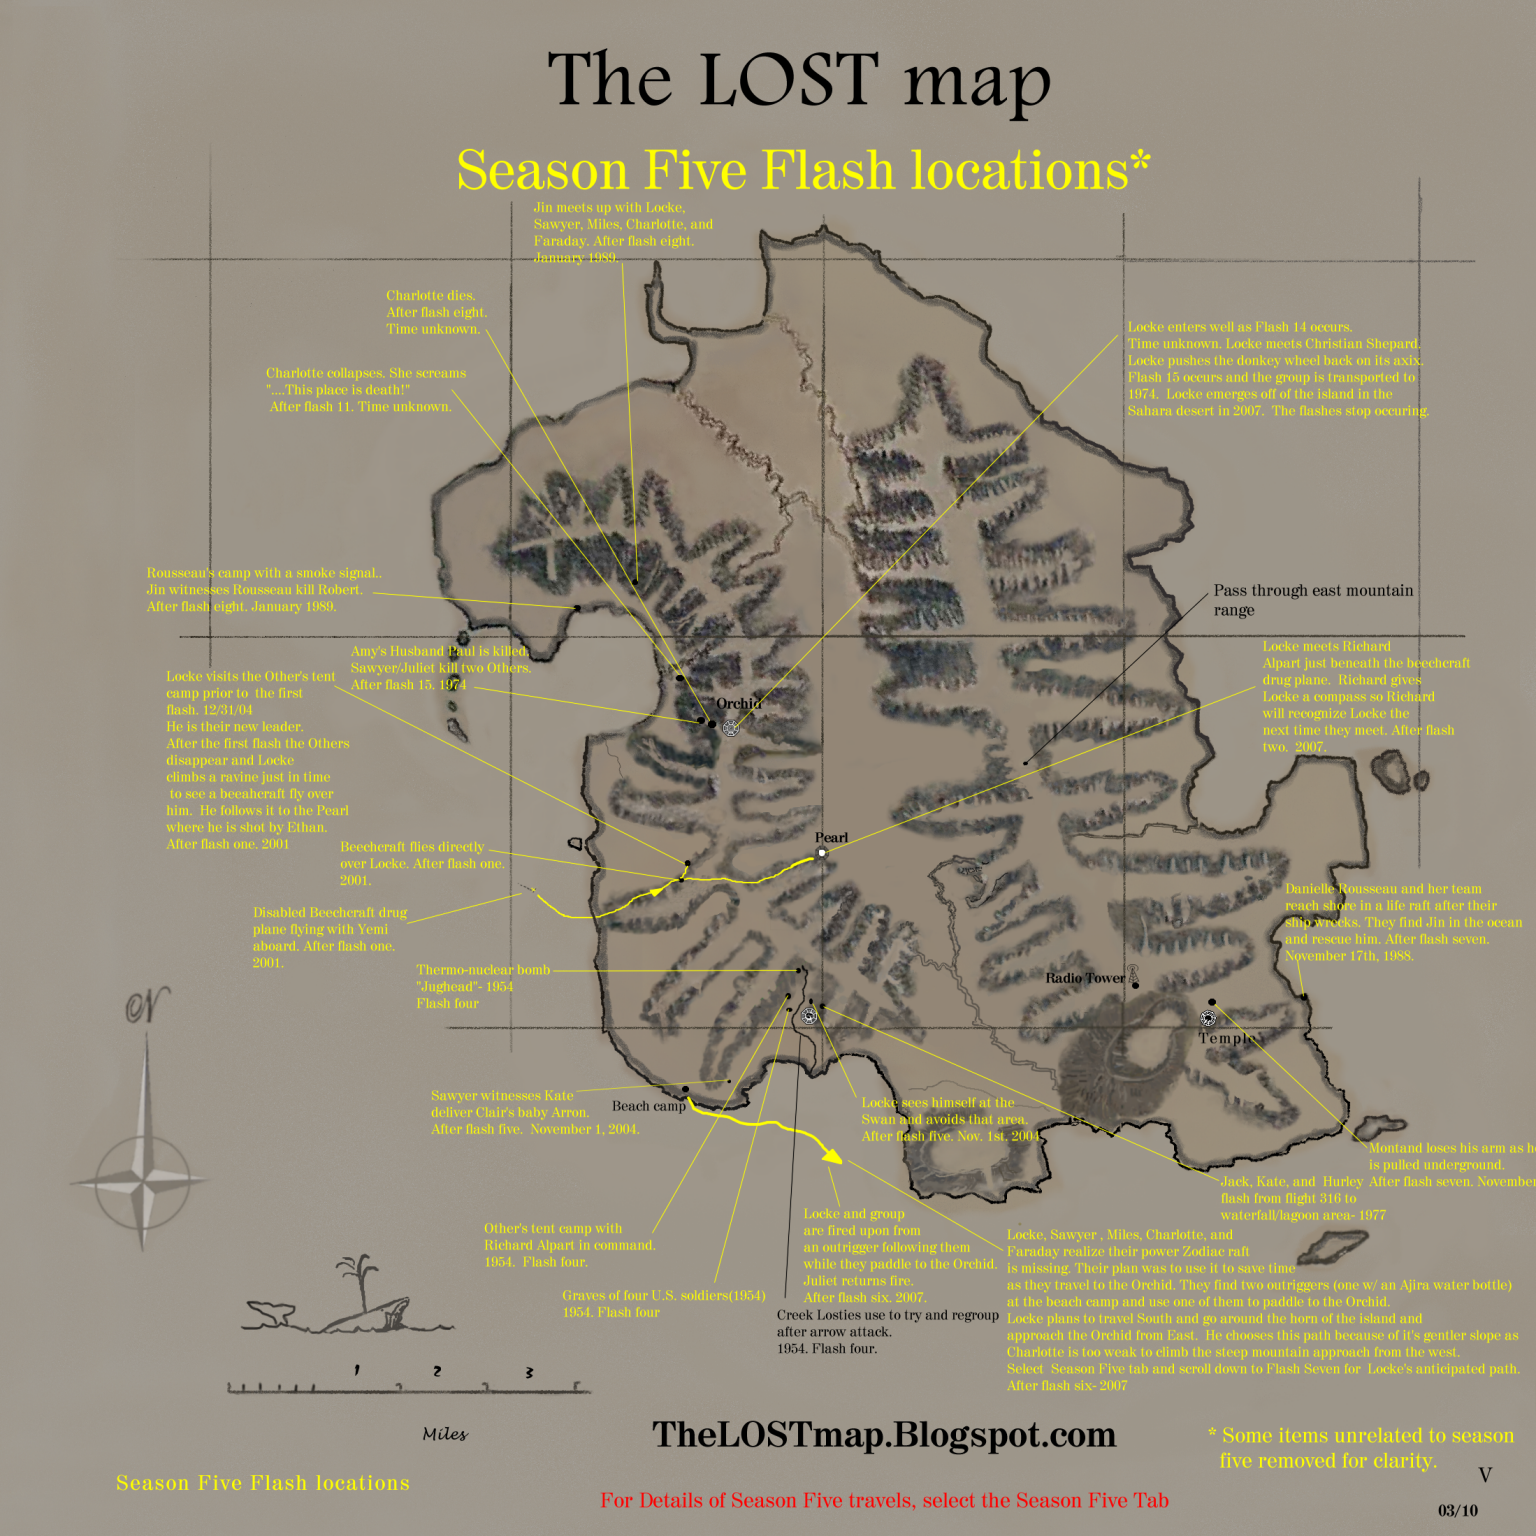 The LOST map
Season Five Flash locations*
Jin meets up with Locke,
Sawyer, Miles, Charlotte, and
Faraday. After flash eight.
January 1989.
Charlotte dies.
After flash eight.
Time unknown.
Locke enters well as Flash 14 occurs.
Time unknown. Locke meets Christian Shepard.
Locke pushes the donkey wheel back on its axix.
Flash 15 occurs and the group is transported to
1974. Locke emerges off of the island in the
Sahara desert in 2007. The flashes stop occuring.
Charlotte collapses. She screams
"....This place is death!"
After flash 11. Time unknown.
Rousseau's camp with a smoke signal..
Jin witnesses Rousseau kill Robert.
After flash eight. January 1989.
Pass through east mountain
range
Amy's Husband Paul is killed.
Sawyer/Juliet kill two Others.
After flash 15. 1974
Locke meets Richard
Alpart just beneath the beechcraft
drug plane. Richard gives
Locke a compass so Richard
will recognize Locke the
next time they meet. After flash
two. 2007.
Locke visits the Other's tent
camp prior to the first
flash. 12/31/04
He is their new leader.
After the first flash the Others
disappear and Locke
climbs a ravine just in time
to see a beeahcraft fly over
him. He follows it to the Pearl
where he is shot by Ethan.
After flash one. 2001
Orchid
Pearl
Beechcraft flies directly
over Locke. After flash one.
2001.
Disabled Beechcraft drug
plane flying with Yemi
aboard. After flash one.
2001.
Danielle Rousseau and her team
reach shore in a life raft after their
ship wrecks. They find Jin in the ocean
and rescue him. After flash seven.
November 17th, 1988.
Thermo-nuclear bomb
"Jughead"- 1954
Flash four
Radio Tower
Temple
N
Sawyer witnesses Kate
deliver Clair's baby Arron.
After flash five. November 1, 2004.
Beach camp
Locke sees himself at the
Swan and avoids that area.
After flash five. Nov. 1st. 2004
Montand loses his arm as he
is pulled underground.
After flash seven. November
Jack, Kate, and Hurley
flash from flight 316 to
waterfall/lagoon area- 1977
Other's tent camp with
Richard Alpart in command.
1954. Flash four.
Locke and group
are fired upon from
an outrigger following them
while they paddle to the Orchid.
Juliet returns fire.
After flash six. 2007.
Locke, Sawyer , Miles, Charlotte, and
Faraday realize their power Zodiac raft
is missing. Their plan was to use it to save time
as they travel to the Orchid. They find two outriggers (one w/ an Ajira water bottle)
at the beach camp and use one of them to paddle to the Orchid.
Locke plans to travel South and go around the horn of the island and
approach the Orchid from East. He chooses this path because of it's gentler slope as
Charlotte is too weak to climb the steep mountain approach from the west.
Select Season Five tab and scroll down to Flash Seven for Locke's anticipated path.
After flash six- 2007
Graves of four U.S. soldiers(1954)
1954. Flash four
Creek Losties use to try and regroup
after arrow attack.
1954. Flash four.
1 2 3
Miles
TheLOSTmap.Blogspot.com
* Some items unrelated to season
five removed for clarity.
V
Season Five Flash locations
For Details of Season Five travels, select the Season Five Tab
03/10